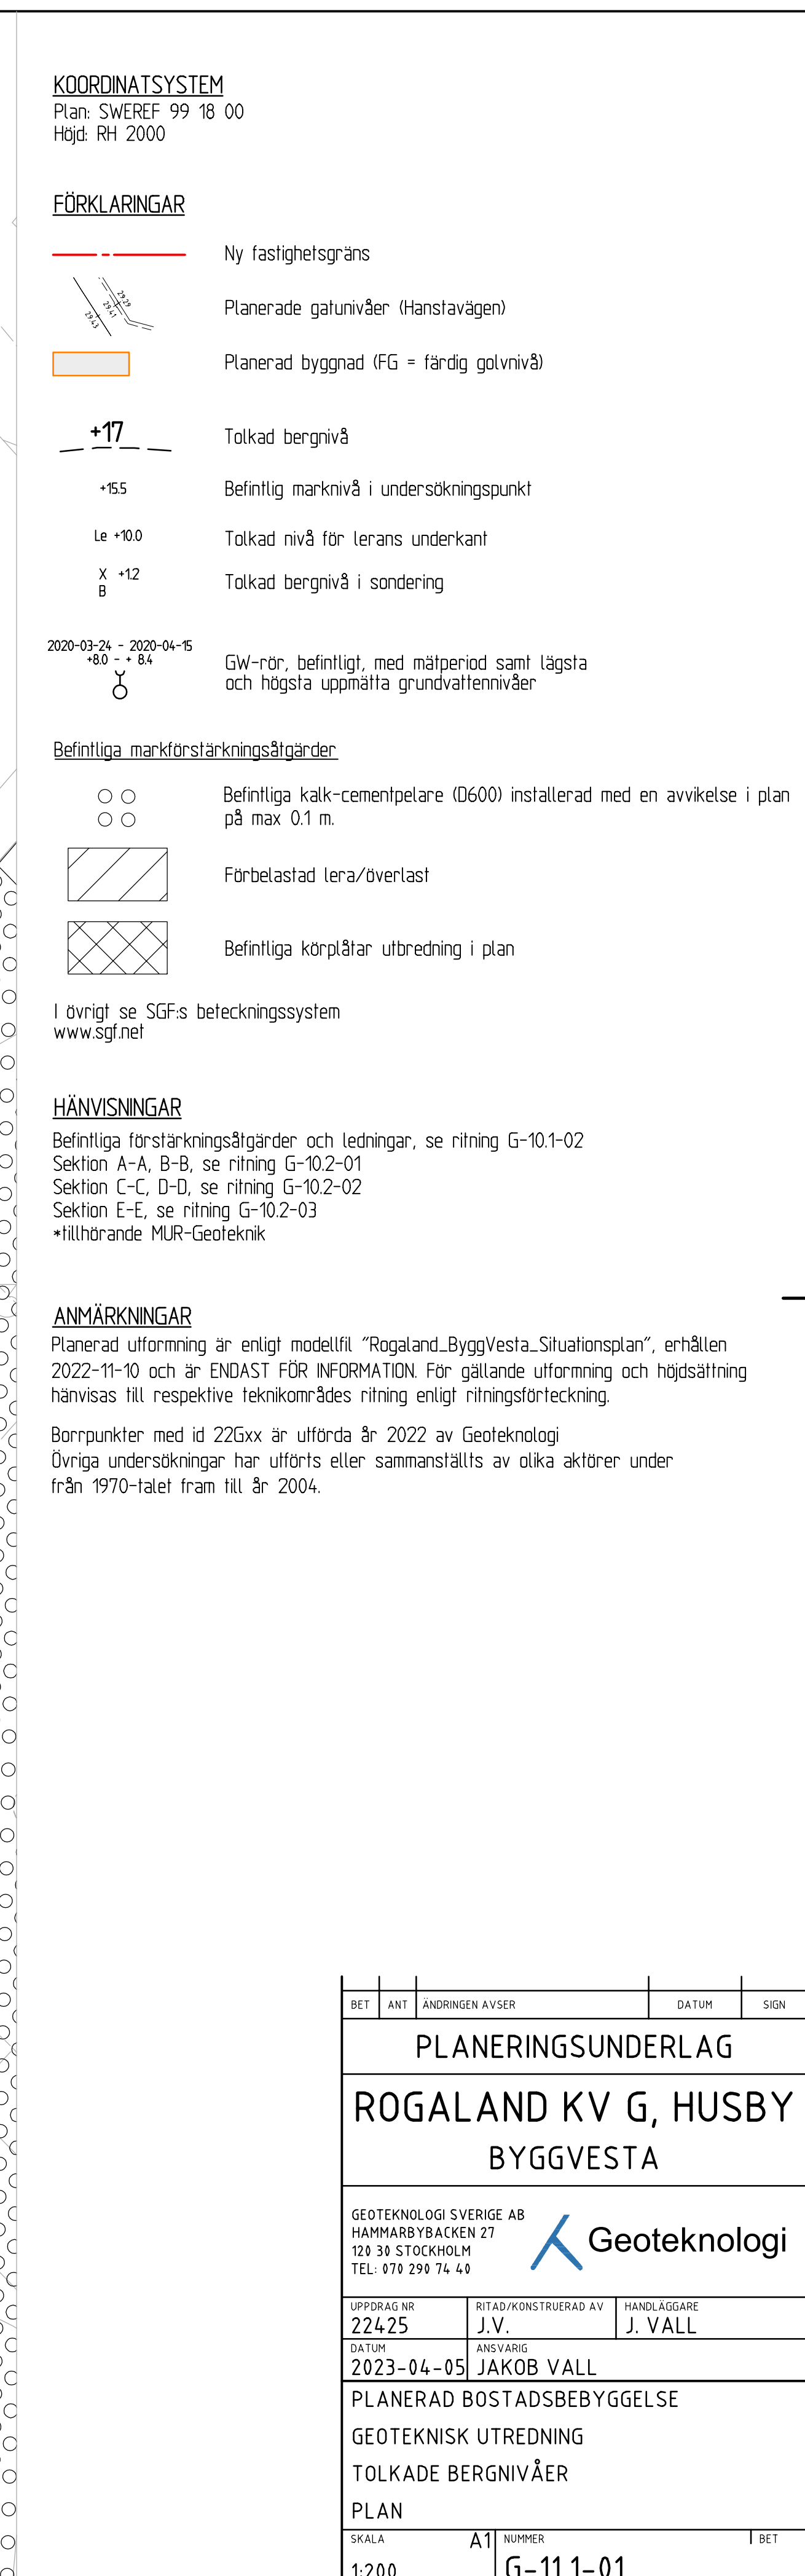 KOORDINATSYSTEM
Plan: SWEREF 99 18 00
Höjd: RH 2000
FÖRKLARINGAR
Ny fastighetsgräns
29.43
29.41
29.29
Planerade gatunivåer (Hanstavägen)
Planerad byggnad (FG = färdig golvnivå)
+17
Tolkad bergnivå
+15.5
Befintlig marknivå i undersökningspunkt
Le +10.0
Tolkad nivå för lerans underkant
X +1.2
B
Tolkad bergnivå i sondering
2020-03-24 - 2020-04-15
+8.0 - + 8.4
GW-rör, befintligt, med mätperiod samt lägsta
och högsta uppmätta grundvattennivåer
Befintliga markförstärkningsåtgärder
Befintliga kalk-cementpelare (D600) installerad med en avvikelse i plan
på max 0.1 m.
Förbelastad lera/överlast
Befintliga körplåtar utbredning i plan
I övrigt se SGF:s beteckningssystem
www.sgf.net
HÄNVISNINGAR
Befintliga förstärkningsåtgärder och ledningar, se ritning G-10.1-02
Sektion A-A, B-B, se ritning G-10.2-01
Sektion C-C, D-D, se ritning G-10.2-02
Sektion E-E, se ritning G-10.2-03
*tillhörande MUR-Geoteknik
ANMÄRKNINGAR
Planerad utformning är enligt modellfil "Rogaland_ByggVesta_Situationsplan", erhållen
2022-11-10 och är ENDAST FÖR INFORMATION. För gällande utformning och höjdsättning
hänvisas till respektive teknikområdes ritning enligt ritningsförteckning.
Borrpunkter med id 22Gxx är utförda år 2022 av Geoteknologi
Övriga undersökningar har utförts eller sammanställts av olika aktörer under
från 1970-talet fram till år 2004.
BET ANT ÄNDRINGEN AVSER DATUM SIGN
PLANERINGSUNDERLAG
ROGALAND KV G, HUSBY
BYGGVESTA
GEOTEKNOLOGI SVERIGE AB
HAMMARBYBACKEN 27
120 30 STOCKHOLM
TEL: 070 290 74 40
Geoteknologi
UPPDRAG NR RITAD/KONSTRUERAD AV HANDLÄGGARE
22425 J.V. J. VALL
DATUM ANSVARIG
2023-04-05 JAKOB VALL
PLANERAD BOSTADSBEBYGGELSE
GEOTEKNISK UTREDNING
TOLKADE BERGNIVÅER
PLAN
SKALA A1 NUMMER BET
1:200 G-11.1-01